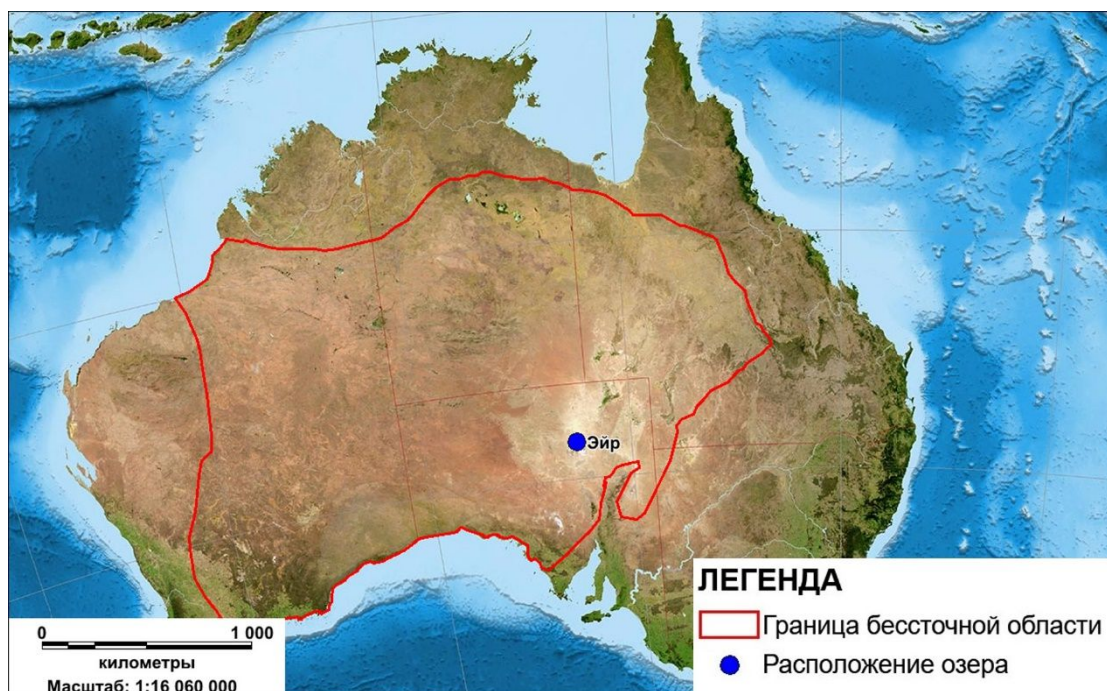 Эйр
ЛЕГЕНДА
Граница бессточной области
Расположение озера
0 1 000
километры
Масштаб: 1:16 060 000